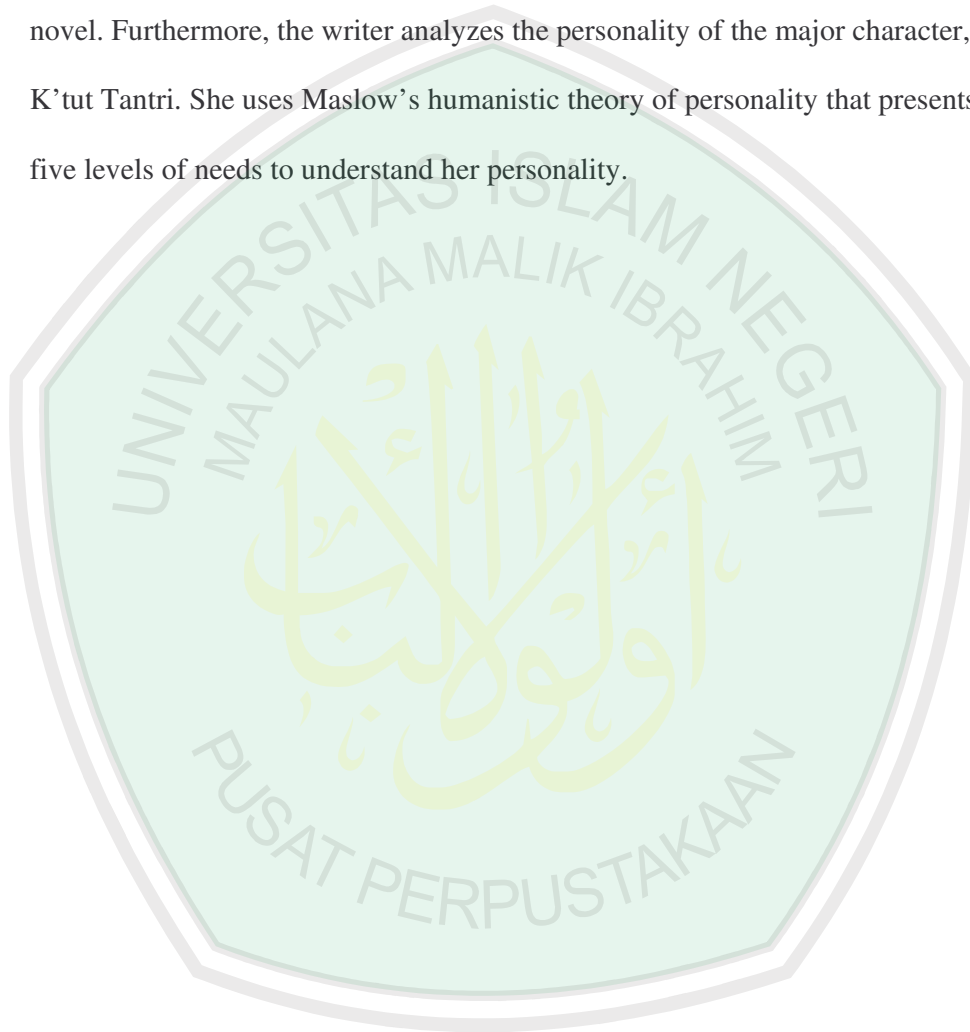 novel. Furthermore, the writer analyzes the personality of the major character,
K’tut Tantri. She uses Maslow’s humanistic theory of personality that presents
five levels of needs to understand her personality.
UNIVERSITAS ISLAM NEGERI
MAULANA MALIK IBRAHIM
أولوا الألباب
PUSAT PERPUSTAKAAN